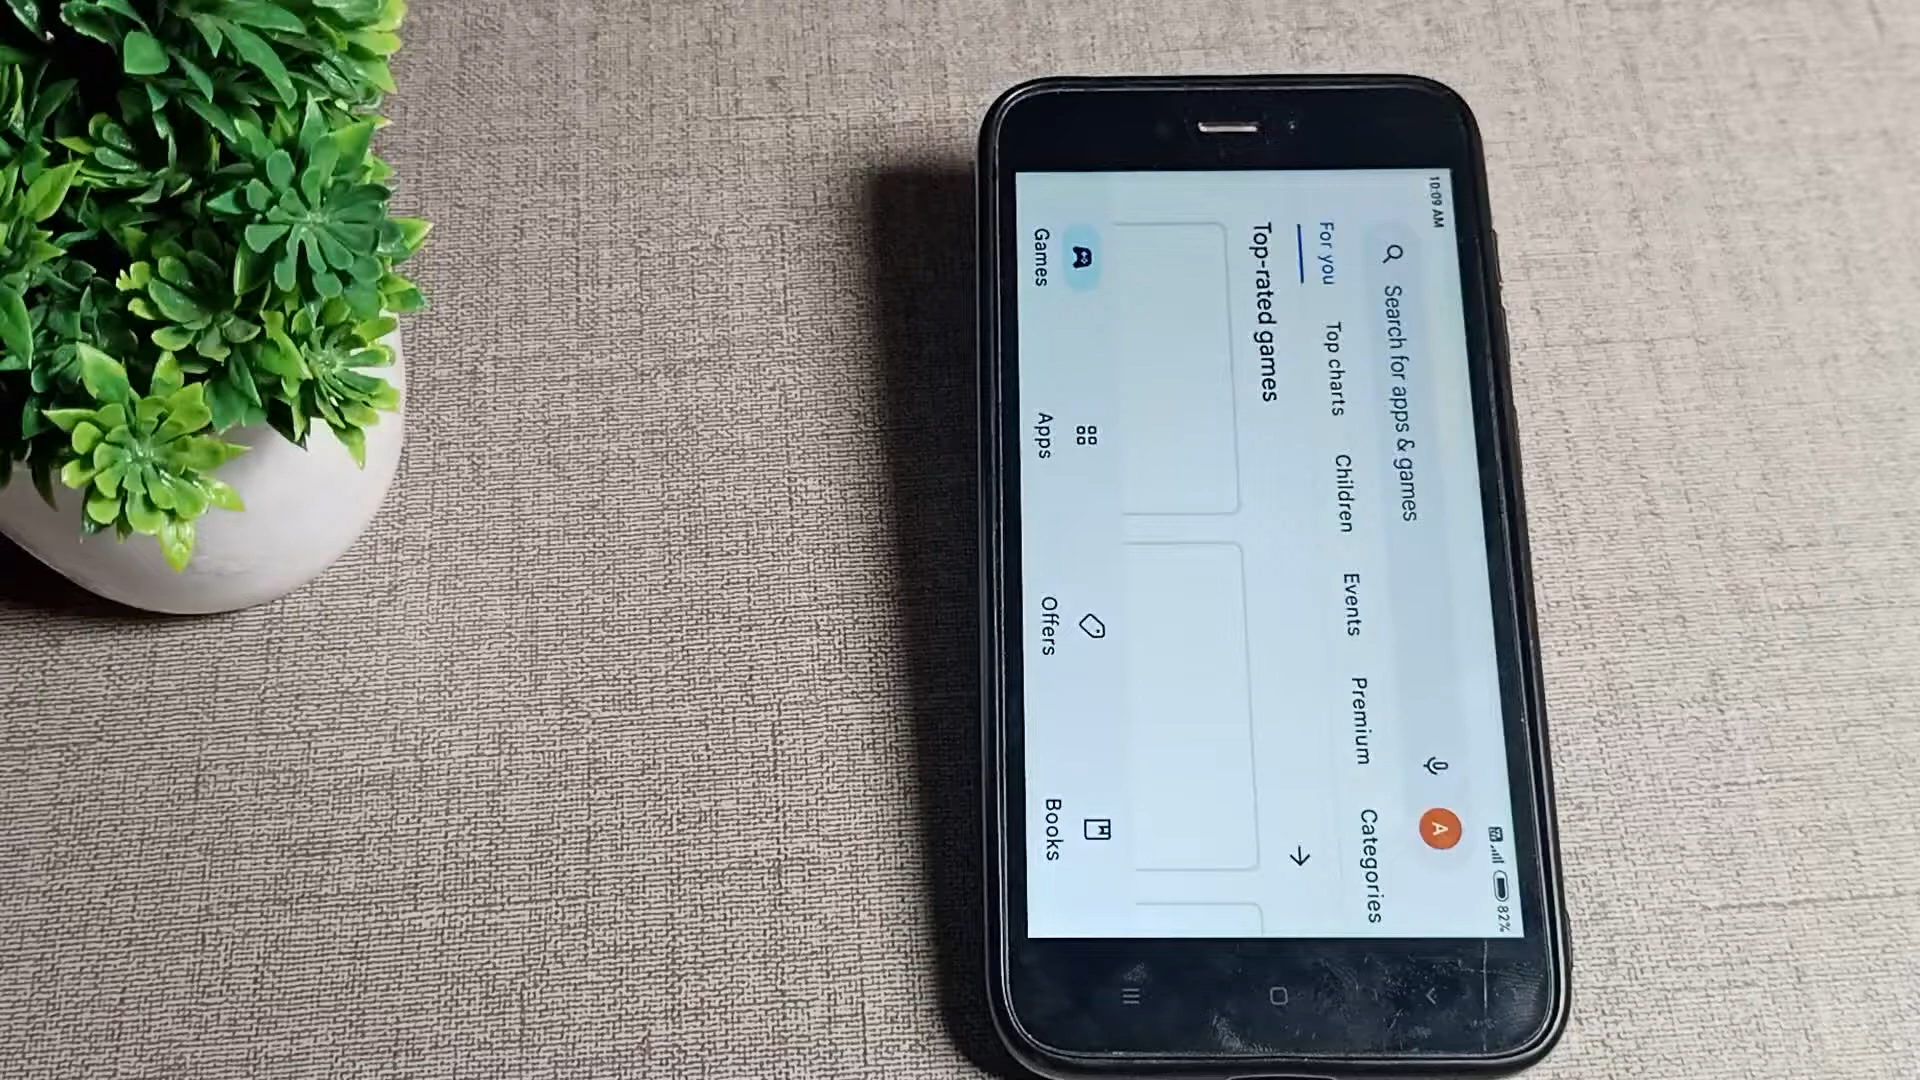 10:09 AM 82%
Search for apps & games A
For you Top charts Children Events Premium Categories
Top-rated games
Games Apps Offers Books